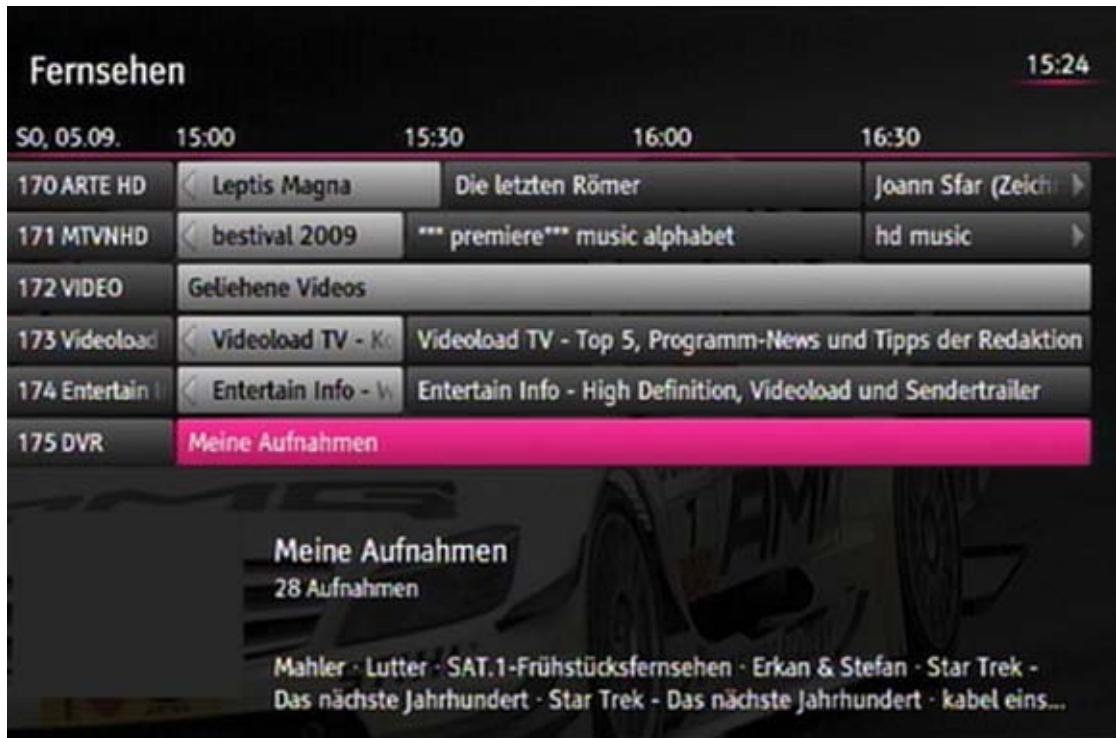 Fernsehen 15:24
SO, 05.09. 15:00 15:30 16:00 16:30
170 ARTE HD Leptis Magna Die letzten Römer Joann Sfar (Zeich
171 MTVNHD bestival 2009 *** premiere*** music alphabet hd music
172 VIDEO Geliehene Videos
173 Videoload Videoload TV - Ko Videoload TV - Top 5, Programm-News und Tipps der Redaktion
174 Entertain Entertain Info - W Entertain Info - High Definition, Videoload und Sendertrailer
175 DVR Meine Aufnahmen
Meine Aufnahmen
28 Aufnahmen
Mahler · Lutter · SAT.1-Frühstücksfernsehen · Erkan & Stefan · Star Trek -
Das nächste Jahrhundert · Star Trek - Das nächste Jahrhundert · kabel eins...